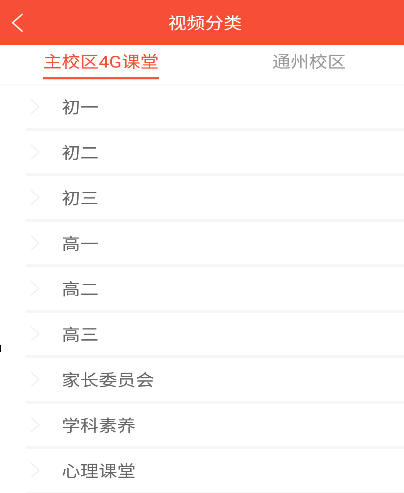 视频分类
主校区4G课堂 通州校区
初一
初二
初三
高一
高二
高三
家长委员会
学科素养
心理课堂